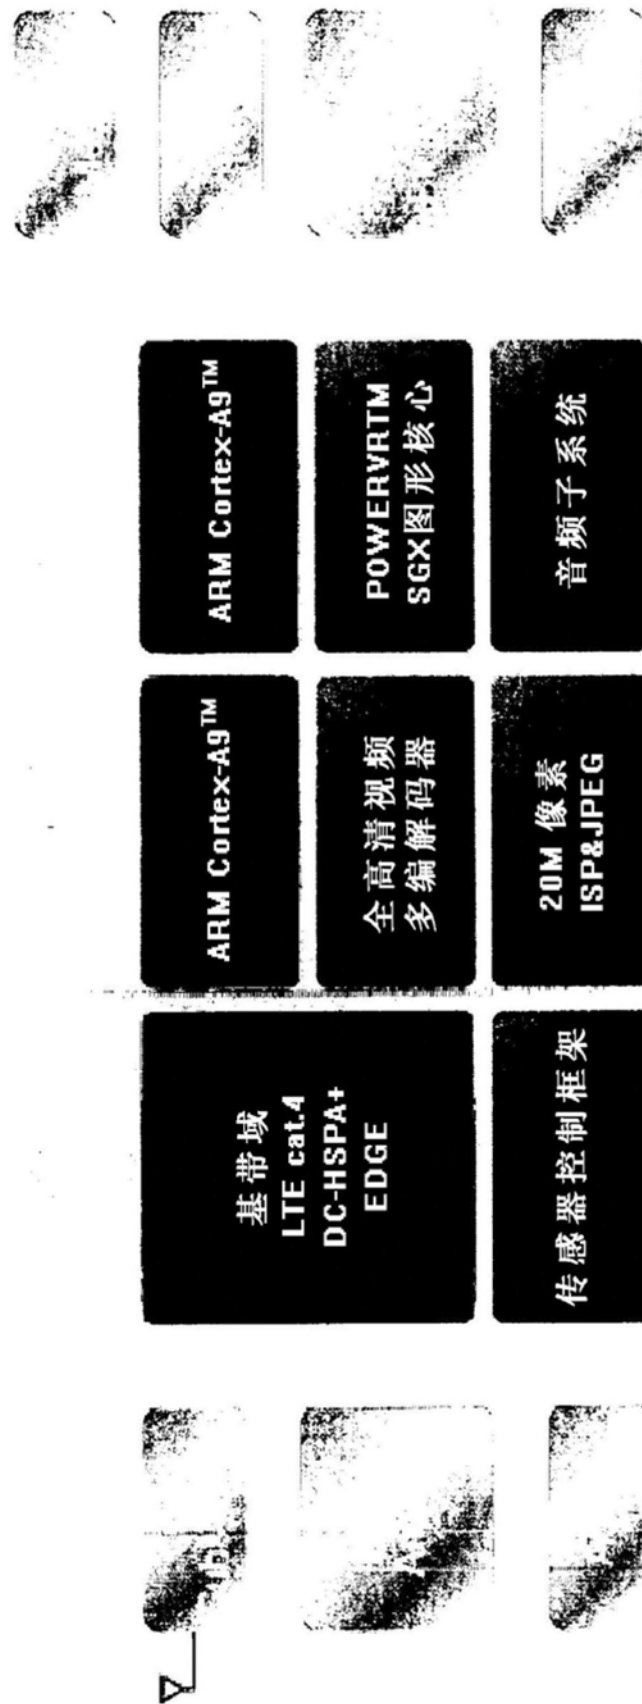 基带域
LTE cat.4
DC-HSPA+
EDGE
ARM Cortex-A9™
ARM Cortex-A9™
全高清视频
多编解码器
POWERVRTM
SGX图形核心
传感器控制框架
20M 像素
ISP&JPEG
音频子系统